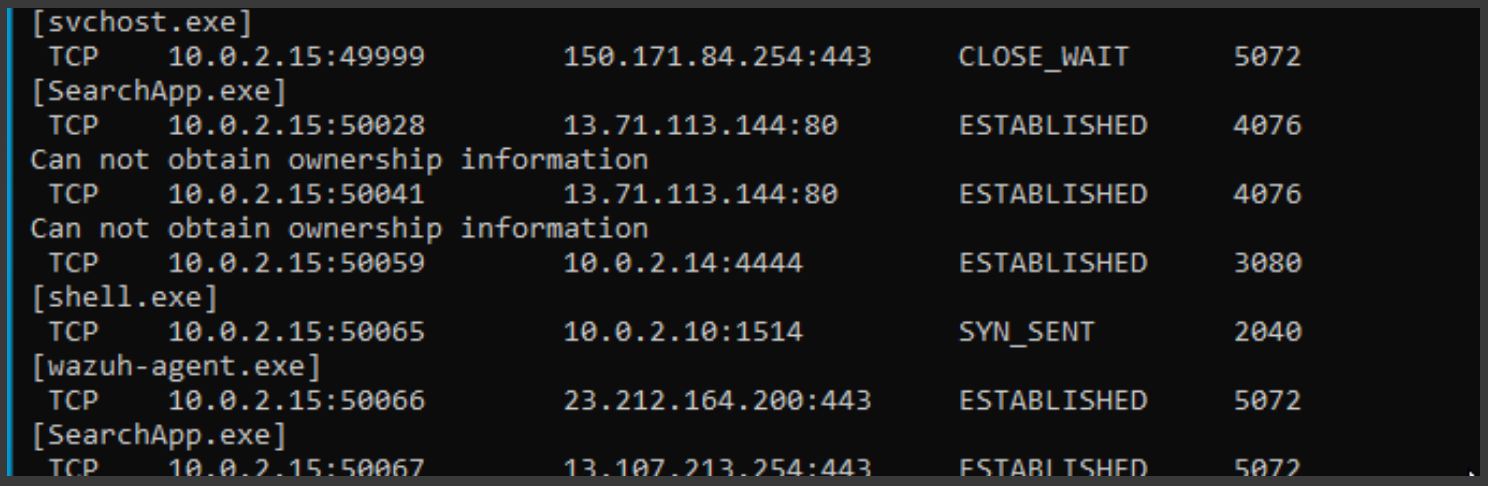 [svchost.exe]
TCP 10.0.2.15:49999 150.171.84.254:443 CLOSE_WAIT 5072
[SearchApp.exe]
TCP 10.0.2.15:50028 13.71.113.144:80 ESTABLISHED 4076
Can not obtain ownership information
TCP 10.0.2.15:50041 13.71.113.144:80 ESTABLISHED 4076
Can not obtain ownership information
TCP 10.0.2.15:50059 10.0.2.14:4444 ESTABLISHED 3080
[shell.exe]
TCP 10.0.2.15:50065 10.0.2.10:1514 SYN_SENT 2040
[wazuh-agent.exe]
TCP 10.0.2.15:50066 23.212.164.200:443 ESTABLISHED 5072
[SearchApp.exe]
TCP 10.0.2.15:50067 13.107.213.254:443 ESTABLISHED 5072